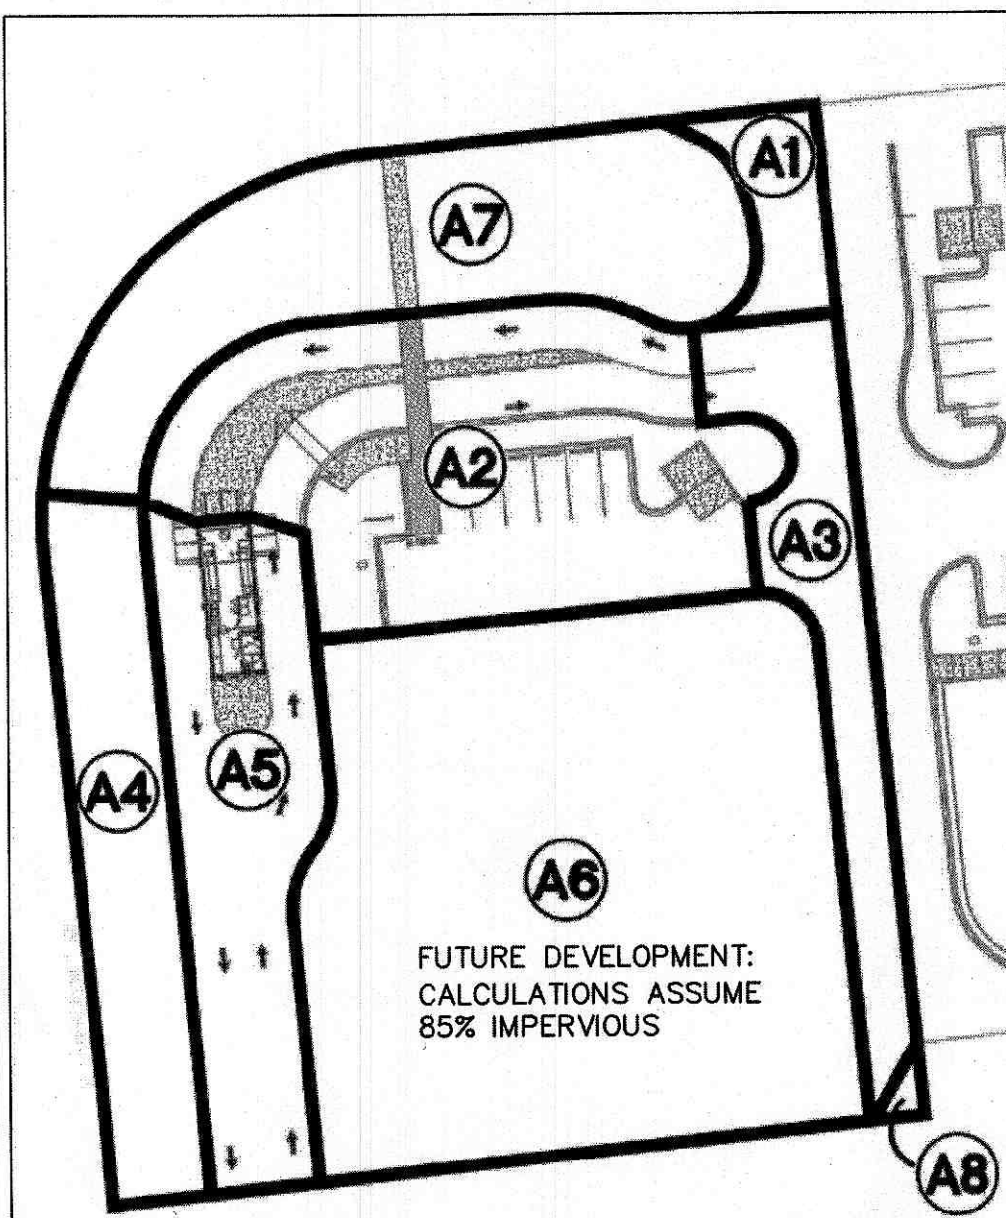 A1
A7
A2
A3
A5
A4
A6
FUTURE DEVELOPMENT:
CALCULATIONS ASSUME
85% IMPERVIOUS
A8